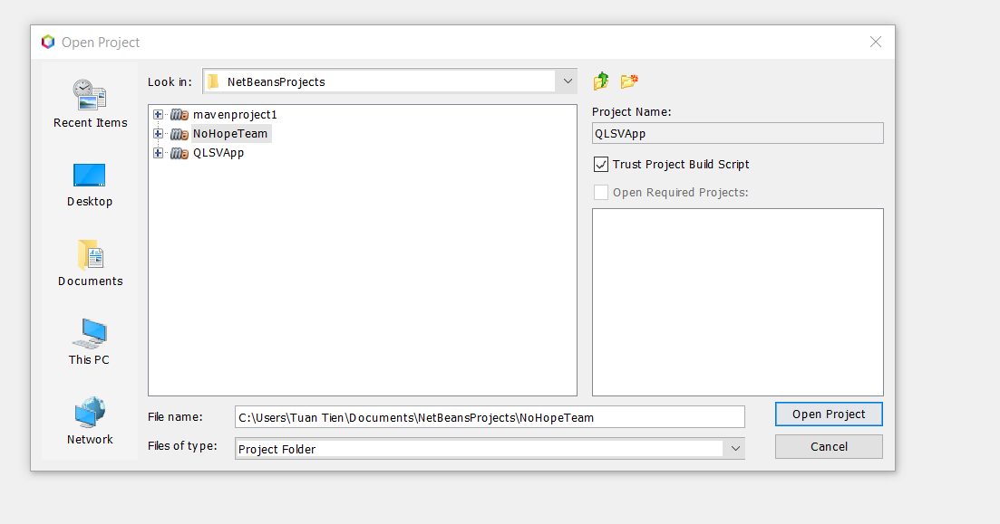 Open Project
Look in: NetBeansProjects
Recent Items
Desktop
Documents
This PC
Network
mavenproject1
NoHopeTeam
QLSVApp
Project Name:
QLSVApp
Trust Project Build Script
Open Required Projects:
File name: C:\Users\Tuan Tien\Documents\NetBeansProjects\NoHopeTeam
Files of type: Project Folder
Open Project
Cancel